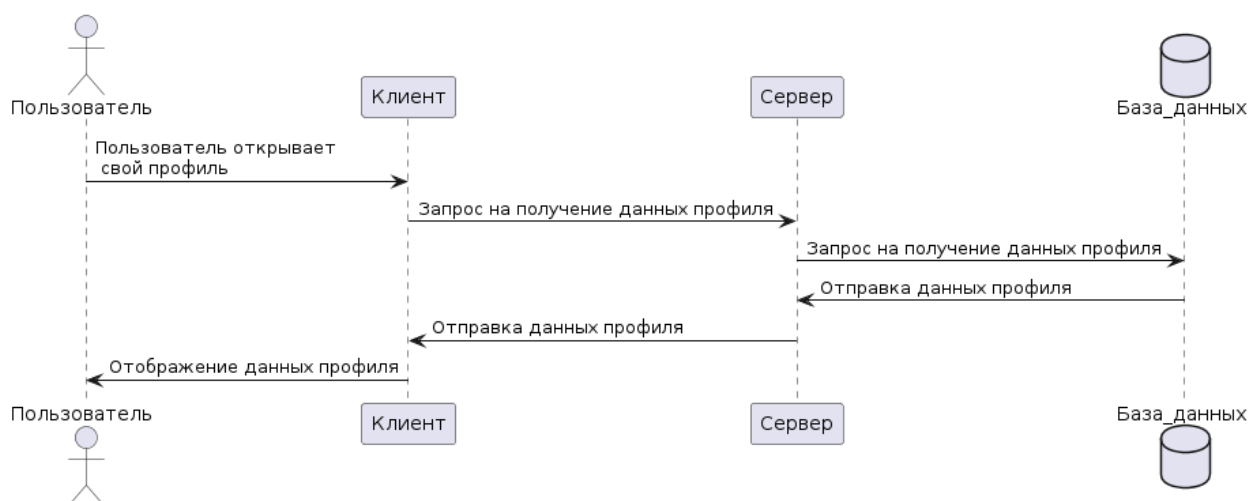 Пользователь
Клиент
Сервер
База_данных
Пользователь открывает
свой профиль
Запрос на получение данных профиля
Запрос на получение данных профиля
Отправка данных профиля
Отправка данных профиля
Отображение данных профиля
Пользователь
Клиент
Сервер
База_данных